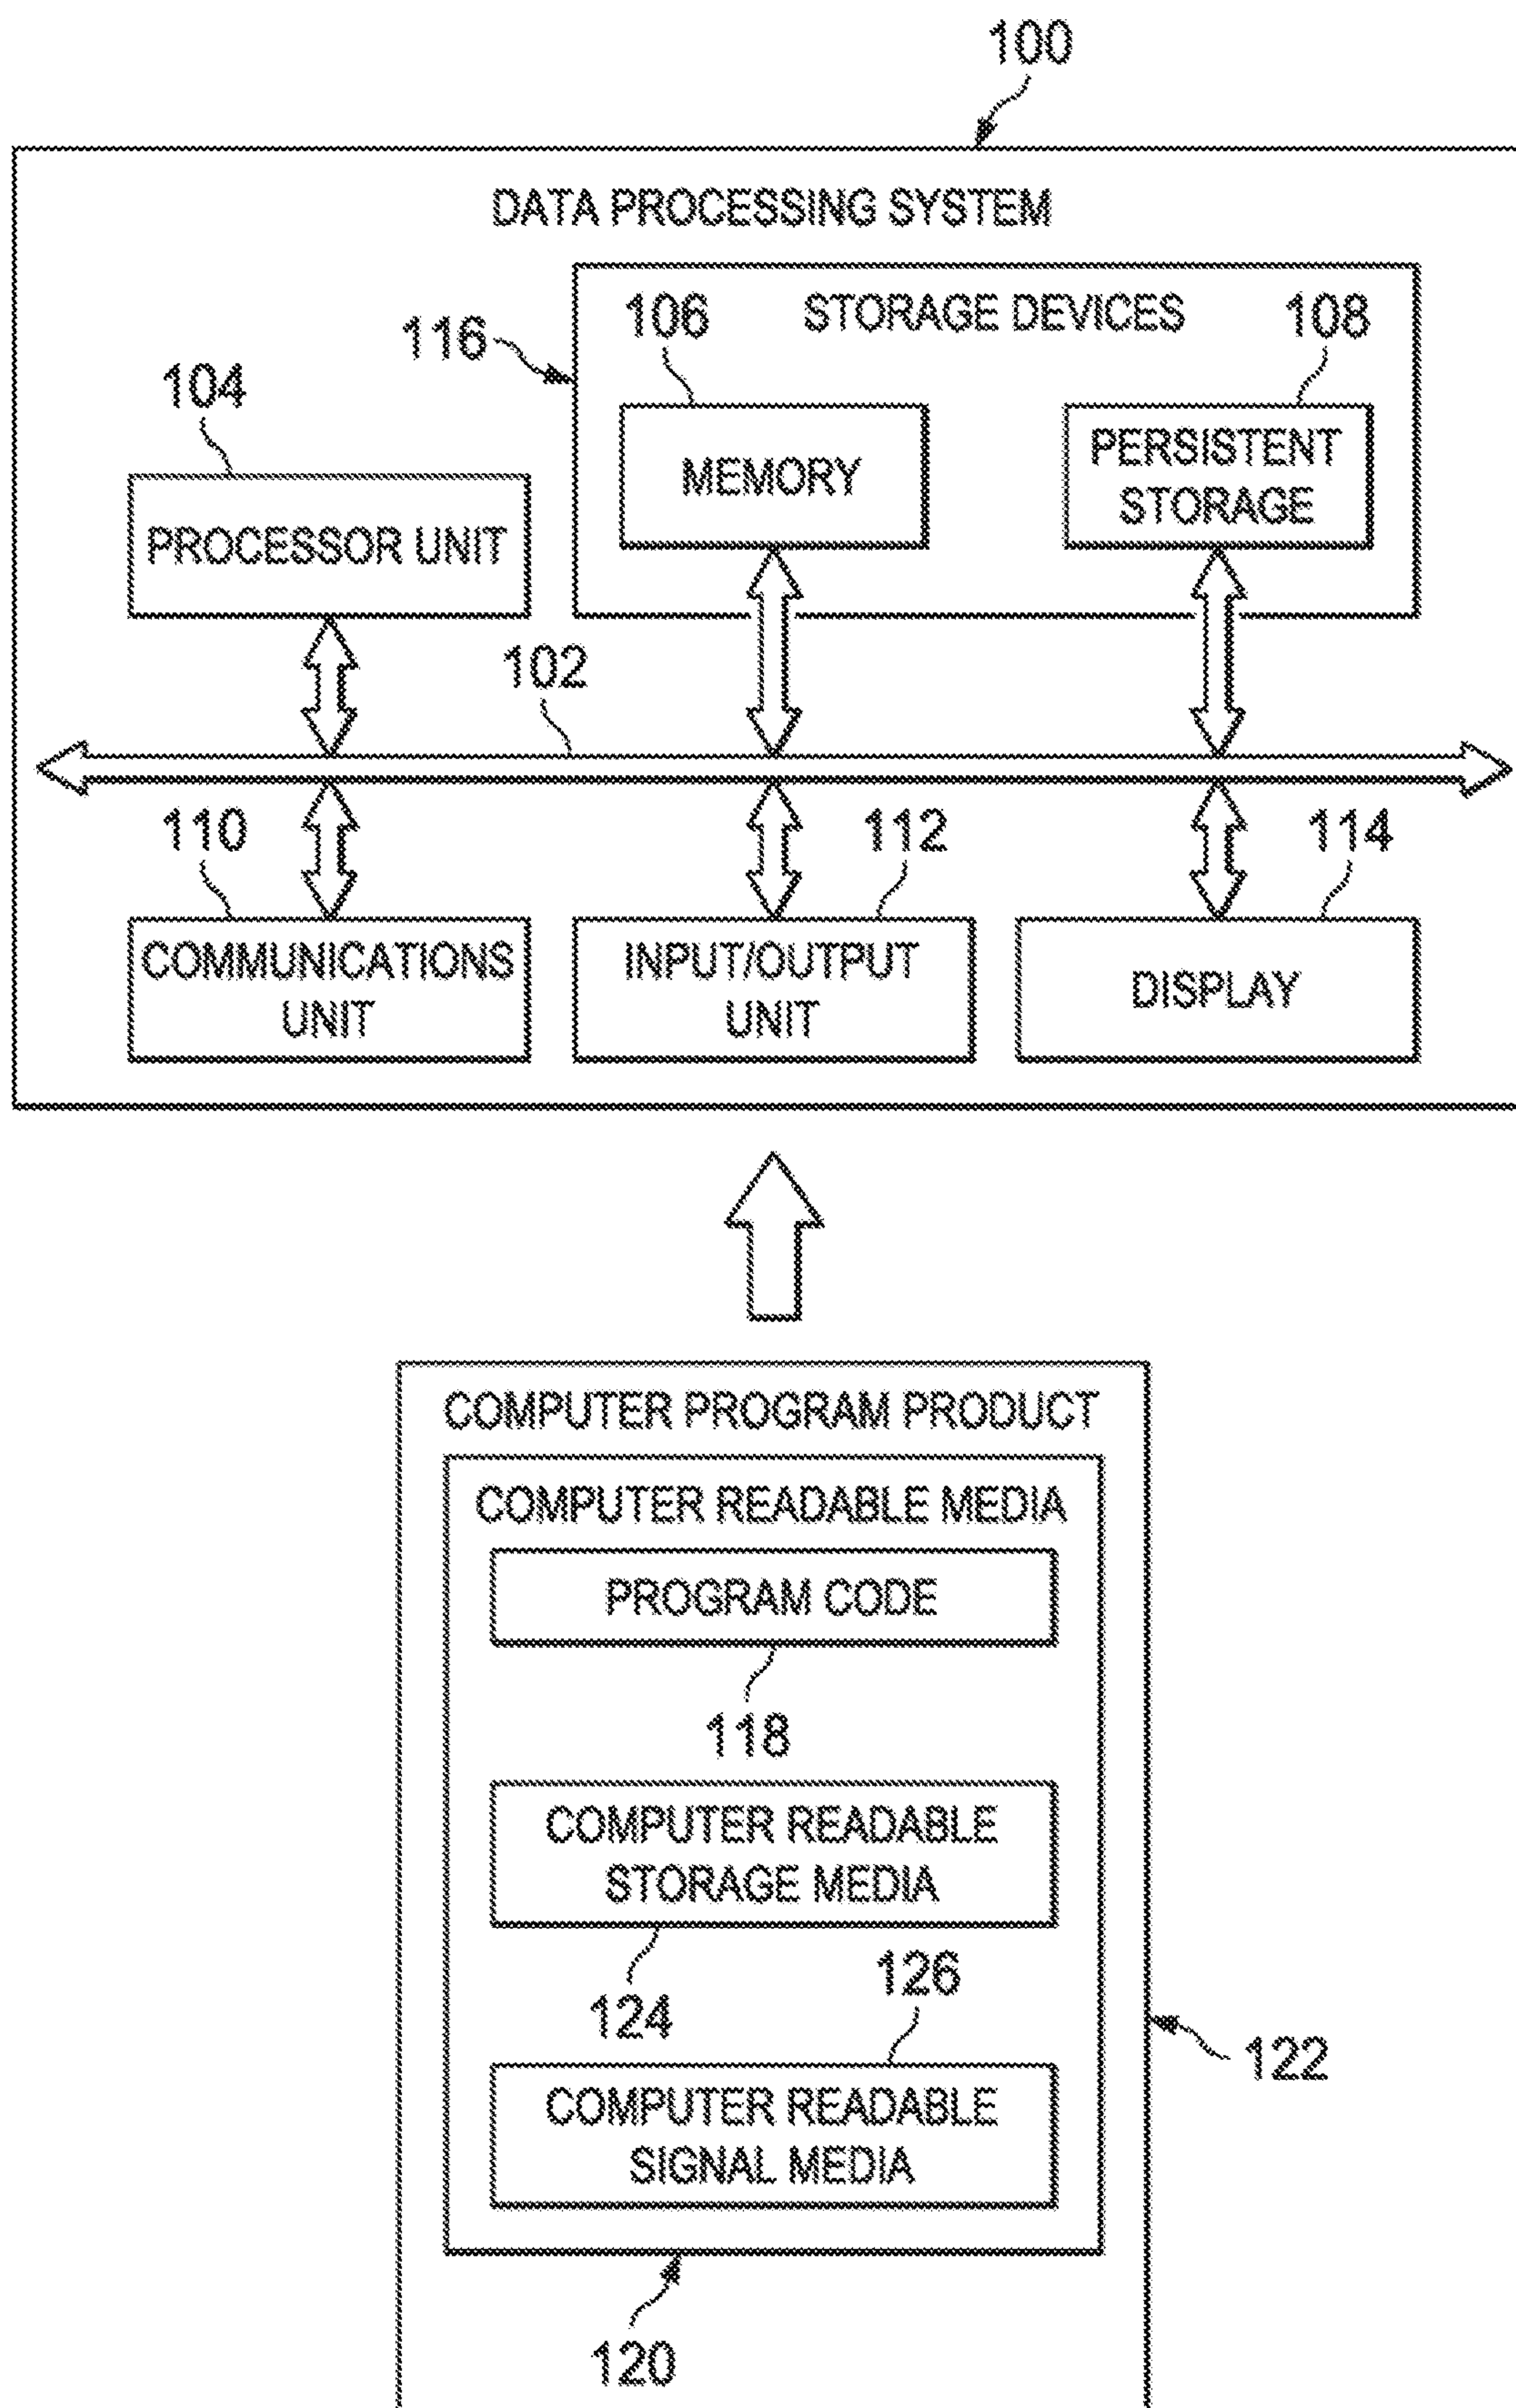 100
DATA PROCESSING SYSTEM
106
STORAGE DEVICES
108
116
104
MEMORY
PERSISTENT
STORAGE
PROCESSOR UNIT
102
110
112
114
COMMUNICATIONS
UNIT
INPUT/OUTPUT
UNIT
DISPLAY
COMPUTER PROGRAM PRODUCT
COMPUTER READABLE MEDIA
PROGRAM CODE
118
COMPUTER READABLE
STORAGE MEDIA
124
126
COMPUTER READABLE
SIGNAL MEDIA
122
120